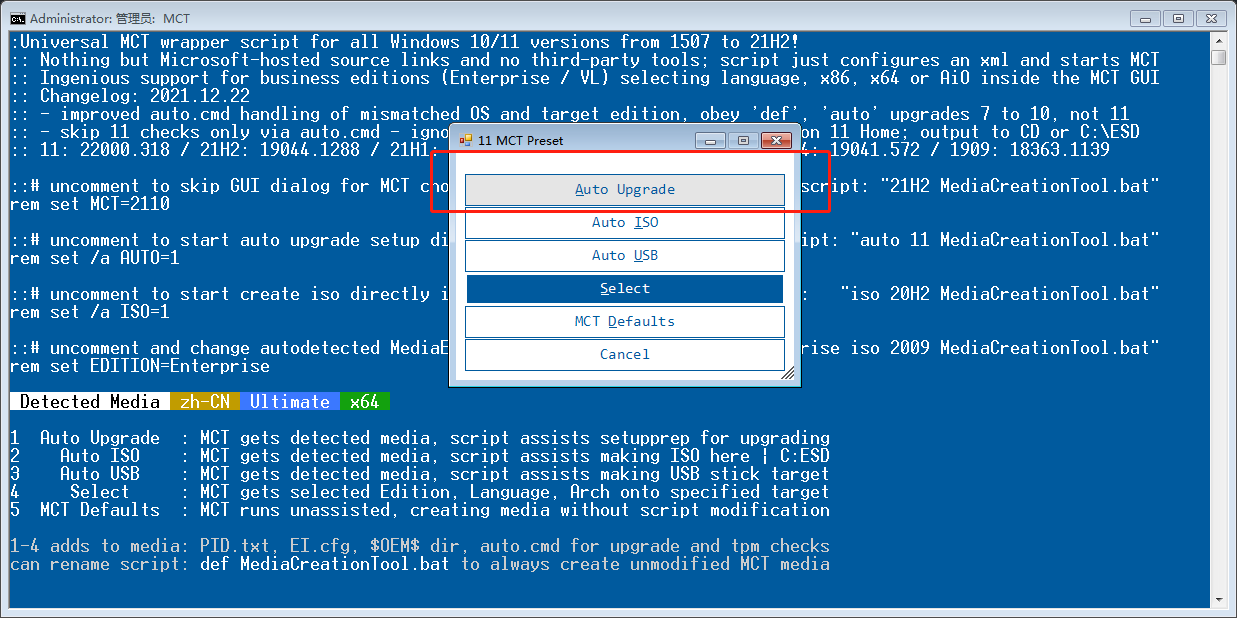 Administrator: 管理员: MCT
:Universal MCT wrapper script for all Windows 10/11 versions from 1507 to 21H2!
:: Nothing but Microsoft-hosted source links and no third-party tools; script just configures an xml and starts MCT
:: Ingenious support for business editions (Enterprise / VL) selecting language, x86, x64 or AiO inside the MCT GUI
:: Changelog: 2021.12.22
:: - improved auto.cmd handling of mismatched OS and target edition, obey 'def', 'auto' upgrades 7 to 10, not 11
:: - skip 11 checks only via auto.cmd - igno on 11 Home; output to CD or C:\ESD
:: 11: 22000.318 / 21H2: 19044.1288 / 21H1: 4: 19041.572 / 1909: 18363.1139
::# uncomment to skip GUI dialog for MCT cho script: "21H2 MediaCreationTool.bat"
rem set MCT=2110
::# uncomment to start auto upgrade setup di ipt: "auto 11 MediaCreationTool.bat"
rem set /a AUTO=1
::# uncomment to start create iso directly i : "iso 20H2 MediaCreationTool.bat"
rem set /a ISO=1
::# uncomment and change autodetected MediaE rise iso 2009 MediaCreationTool.bat"
rem set EDITION=Enterprise
11 MCT Preset
Auto Upgrade
Auto ISO
Auto USB
Select
MCT Defaults
Cancel
Detected Media zh-CN Ultimate x64
1 Auto Upgrade : MCT gets detected media, script assists setupprep for upgrading
2 Auto ISO : MCT gets detected media, script assists making ISO here | C:ESD
3 Auto USB : MCT gets detected media, script assists making USB stick target
4 Select : MCT gets selected Edition, Language, Arch onto specified target
5 MCT Defaults : MCT runs unassisted, creating media without script modification
1-4 adds to media: PID.txt, EI.cfg, $OEM$ dir, auto.cmd for upgrade and tpm checks
can rename script: def MediaCreationTool.bat to always create unmodified MCT media